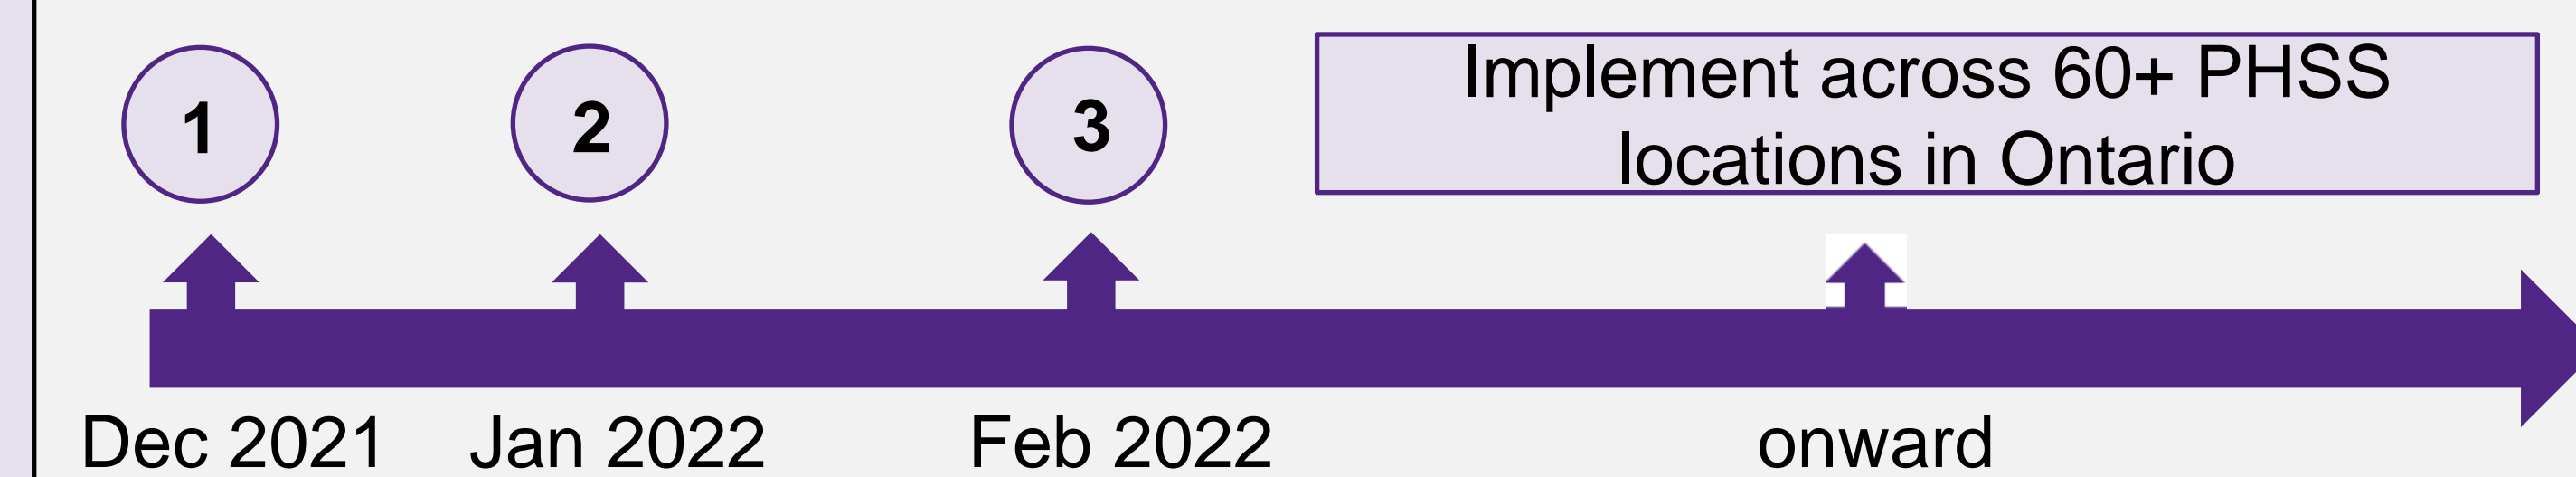 1
2
3
Implement across 60+ PHSS
locations in Ontario
Dec 2021
Jan 2022
Feb 2022
onward